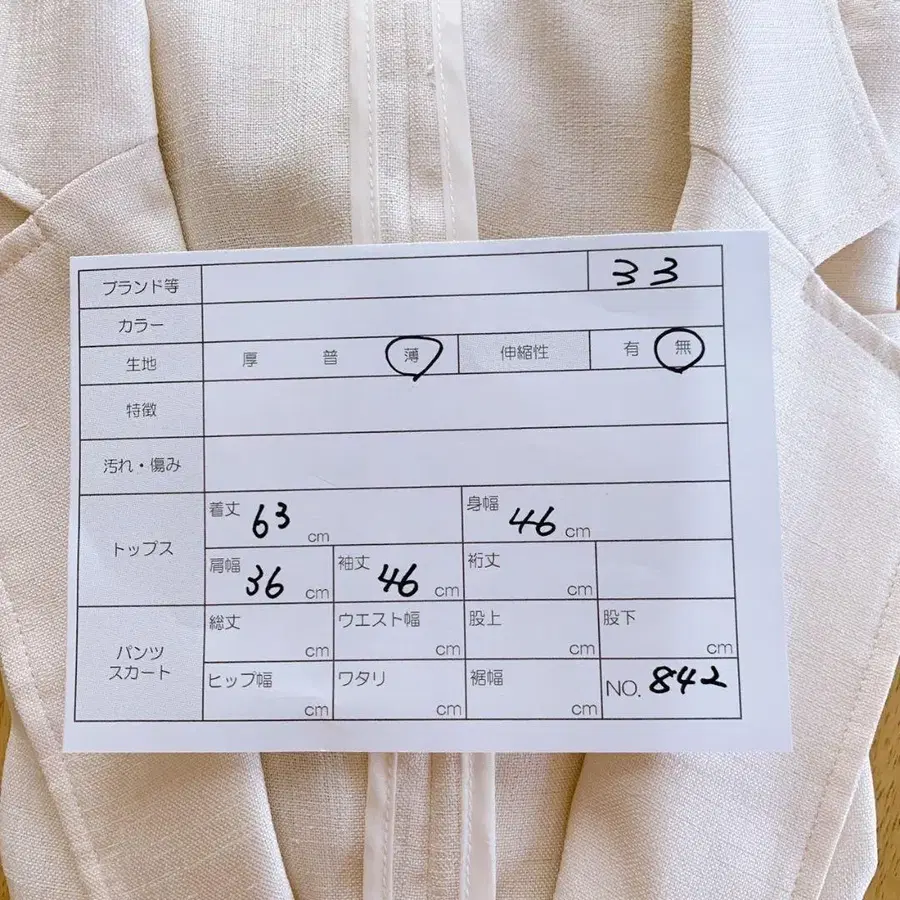 ブランド等 33
カラー
生地 厚 普 薄 伸縮性 有 無
特徴
汚れ・傷み
トップス
着丈 63 cm 身幅 46 cm
肩幅 36 cm 袖丈 46 cm 裄丈 cm
パンツ
スカート
総丈 cm ウエスト幅 cm 股上 cm 股下 cm
ヒップ幅 cm ワタリ cm 裾幅 cm NO. 842